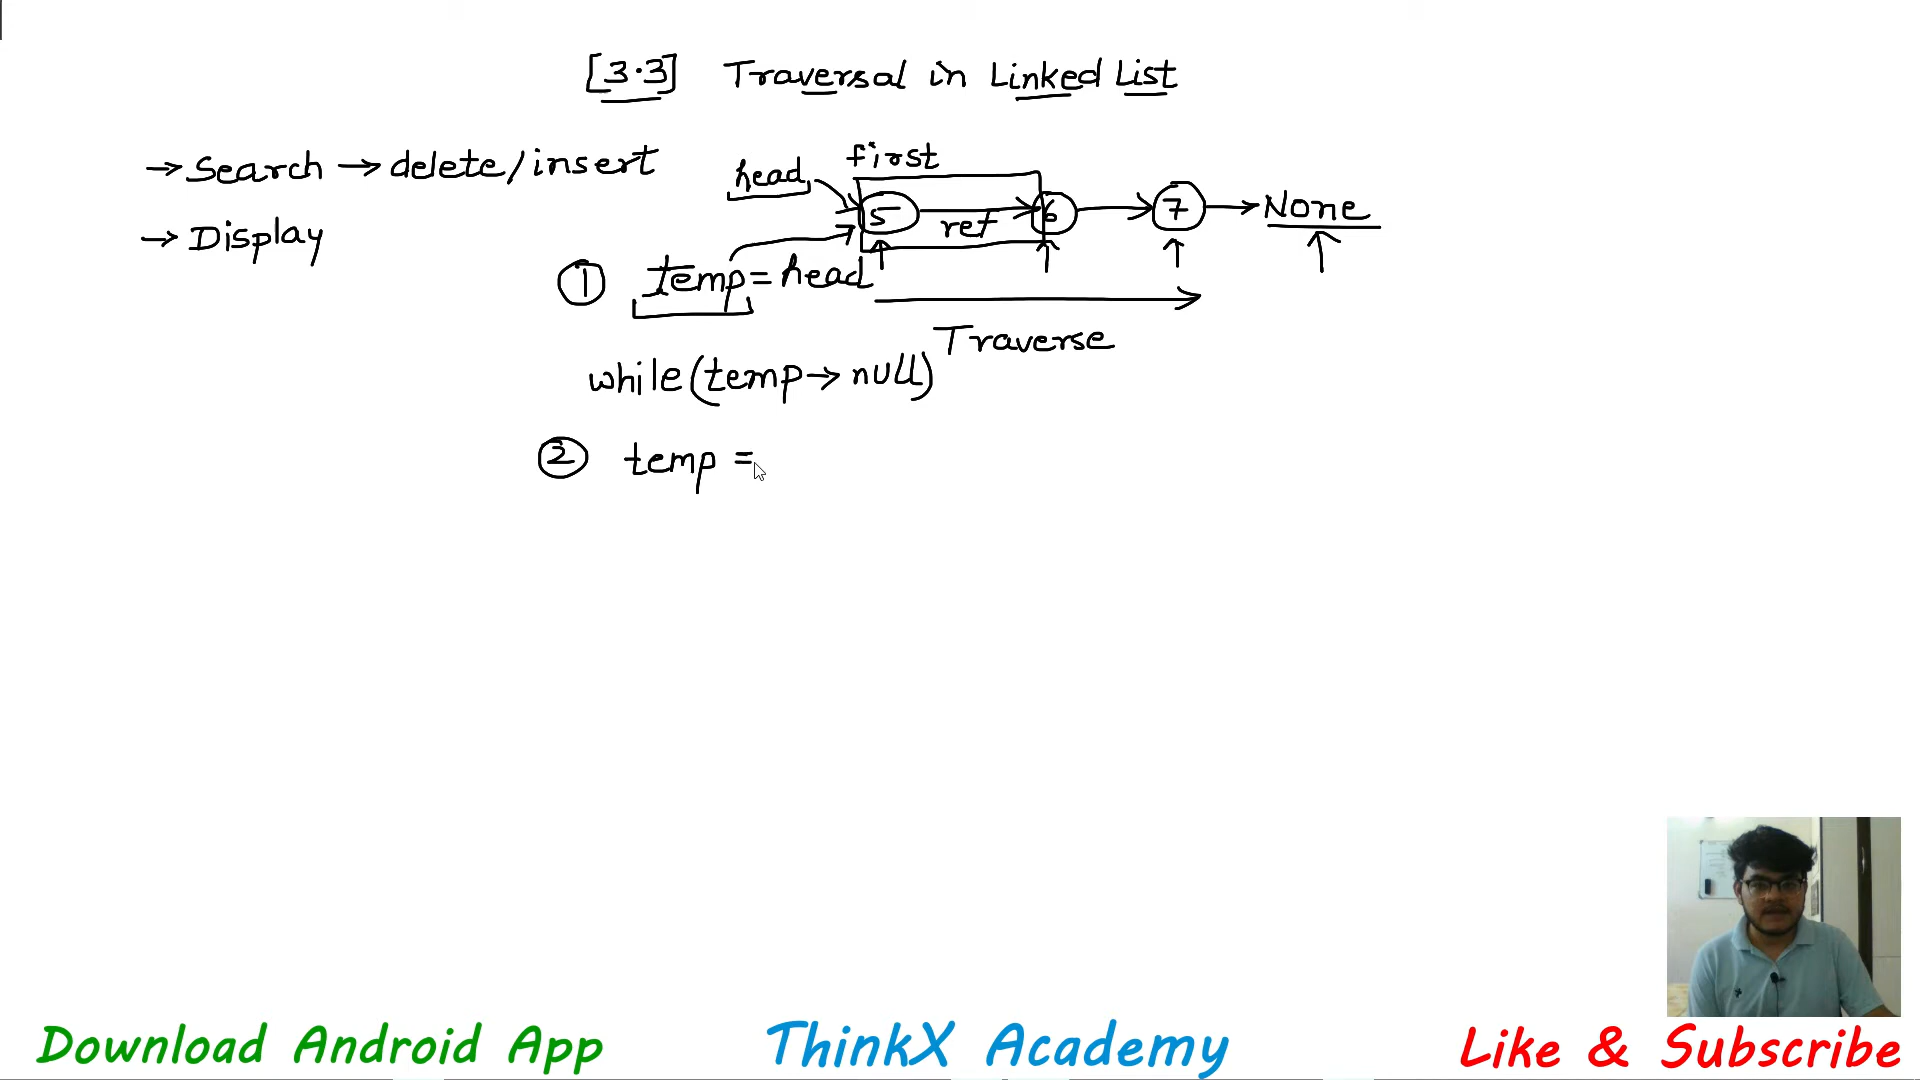 [3.3] Traversal in Linked List
→ Search → delete/insert
→ Display
head
first
5
ref
6
7
None
① temp = head
Traverse
while(temp → null)
② temp =
Download Android App
ThinkX Academy
Like & Subscribe